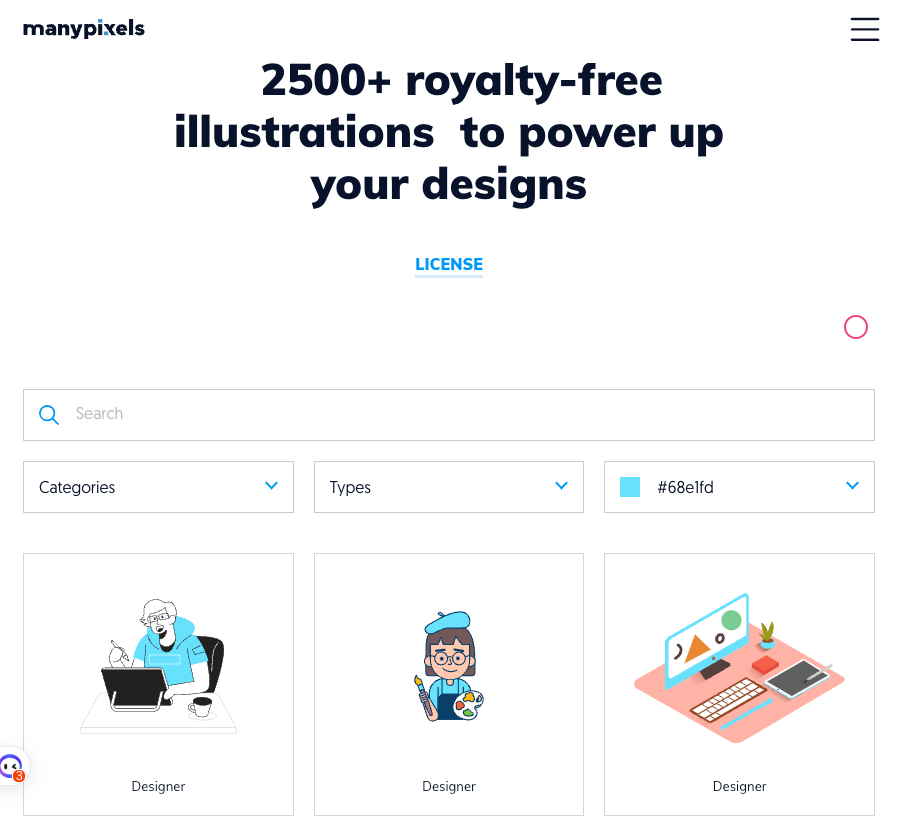 manypixels
2500+ royalty-free
illustrations to power up
your designs
LICENSE
Search
Categories
Types
#68e1fd
Designer
Designer
Designer
3